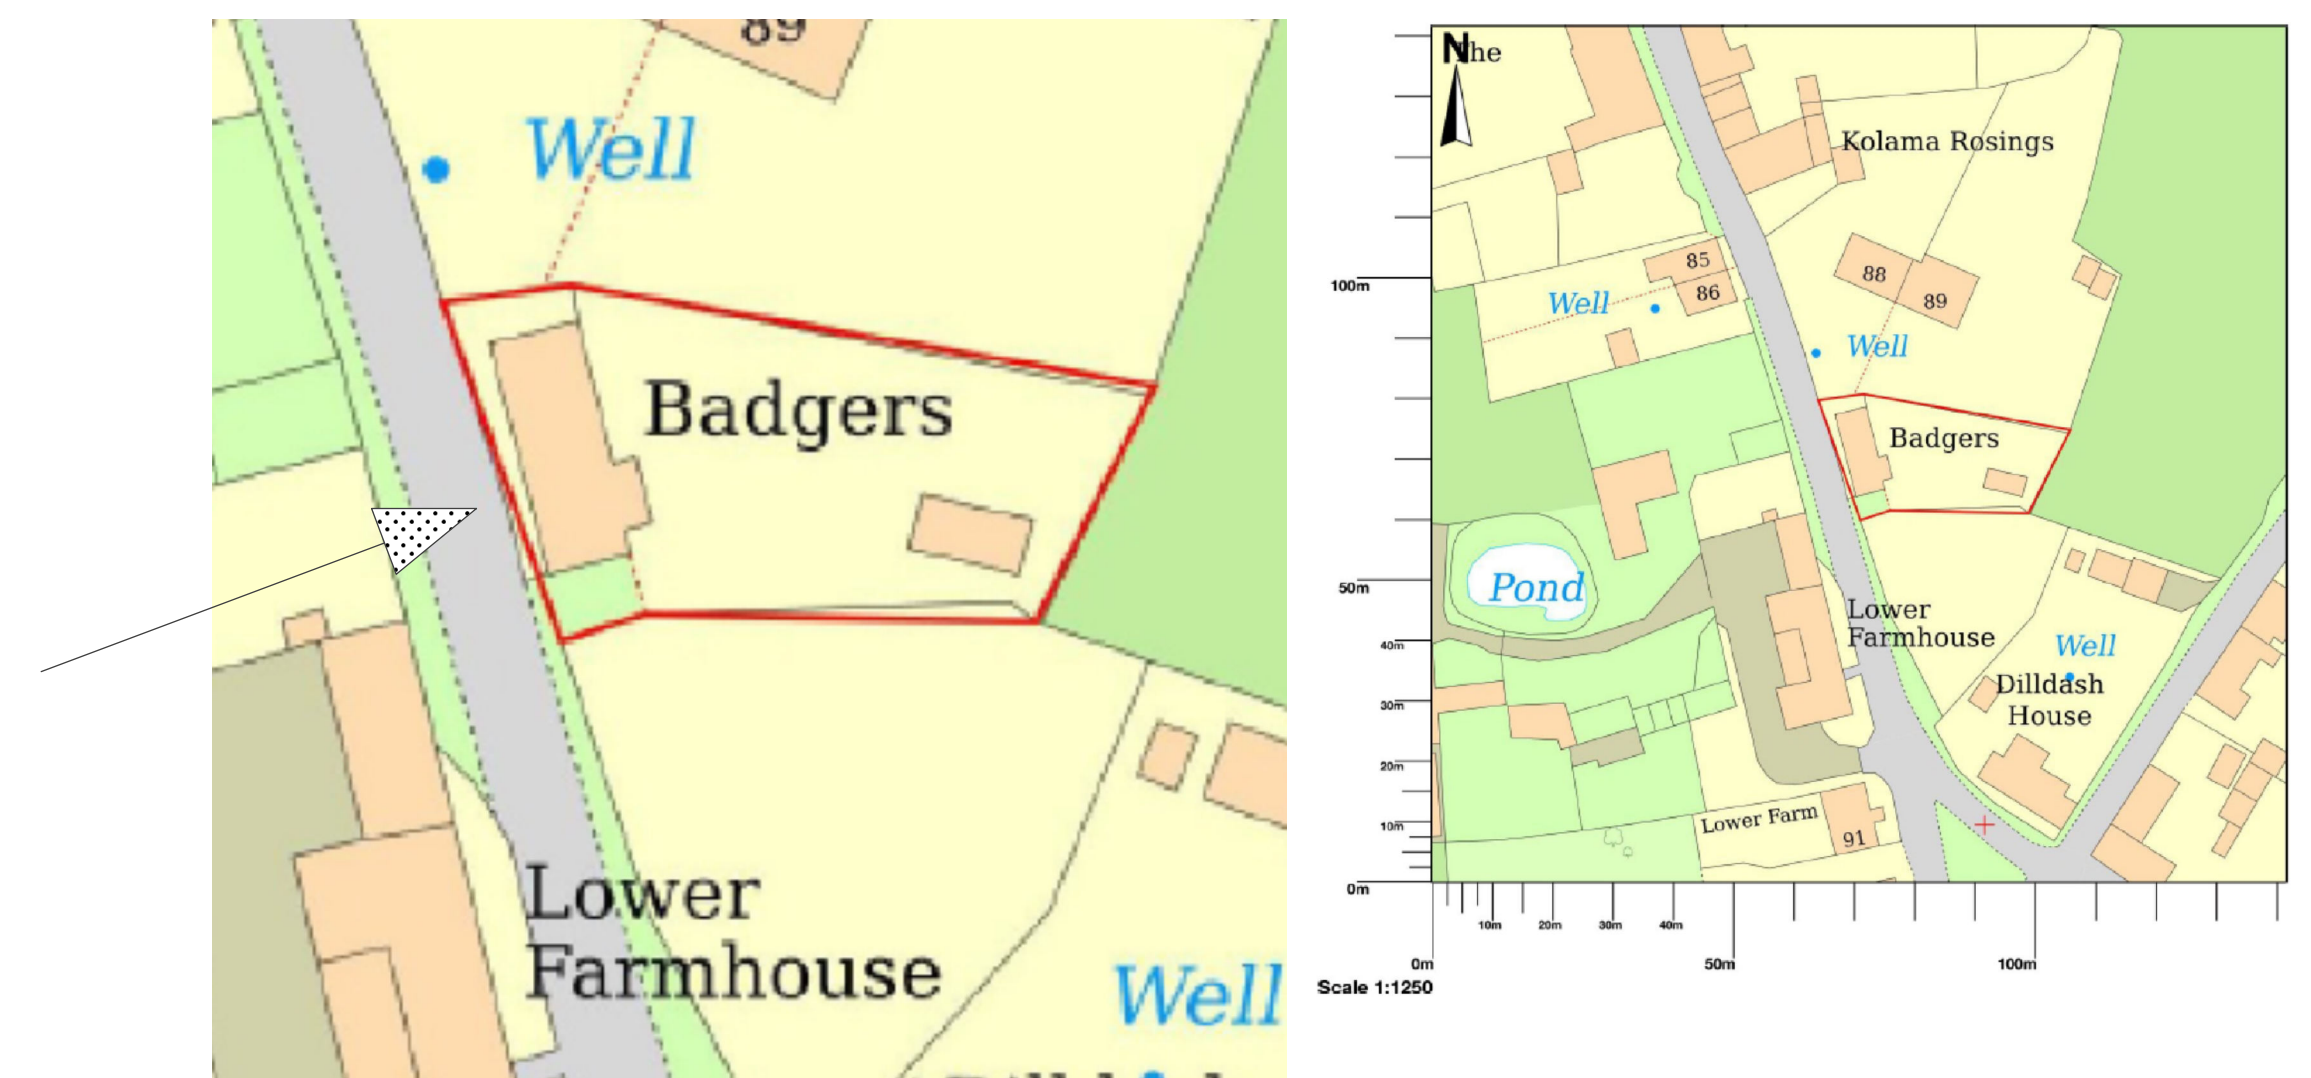 89
Well
Badgers
Lower
Farmhouse
Well
N
The
Kolama Rosings
85
86
88
89
Well
Well
Badgers
Pond
Lower
Farmhouse
Well
Dilldash
House
Lower Farm
91
100m
50m
40m
30m
20m
10m
0m
10m
20m
30m
40m
0m
50m
100m
Scale 1:1250